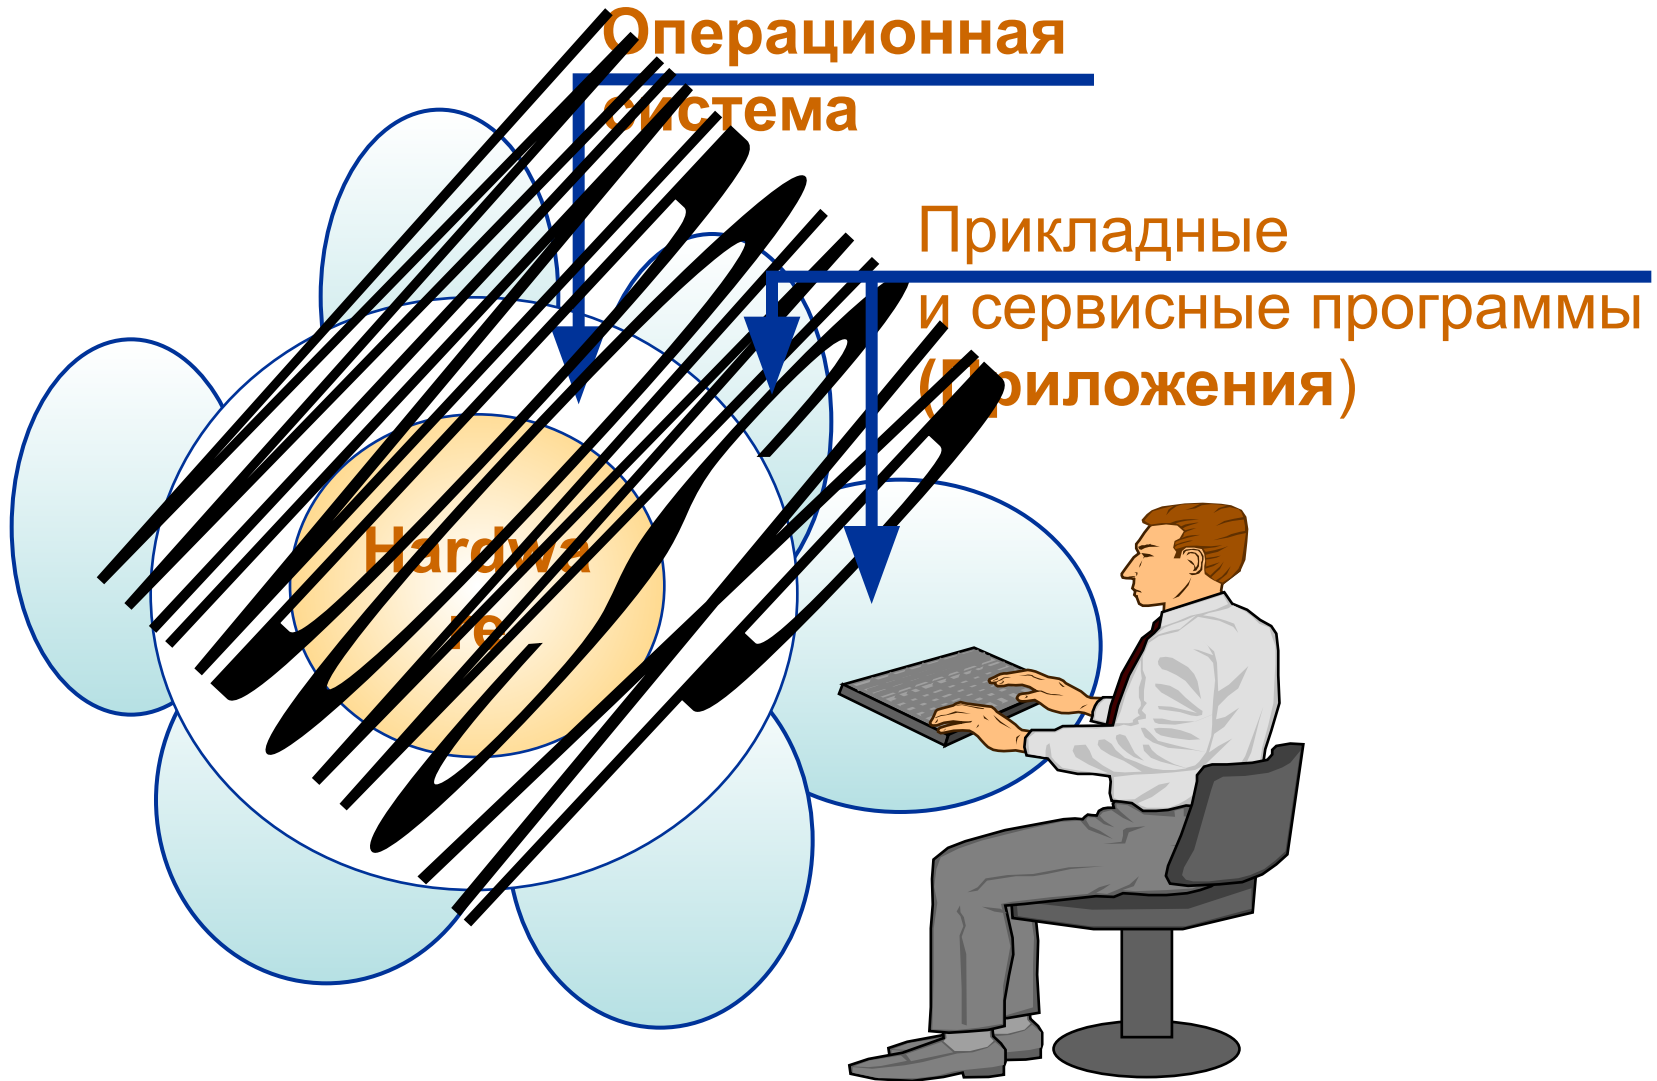 Операционная
система
Прикладные
и сервисные программы
(Приложения)
Hardwa
re